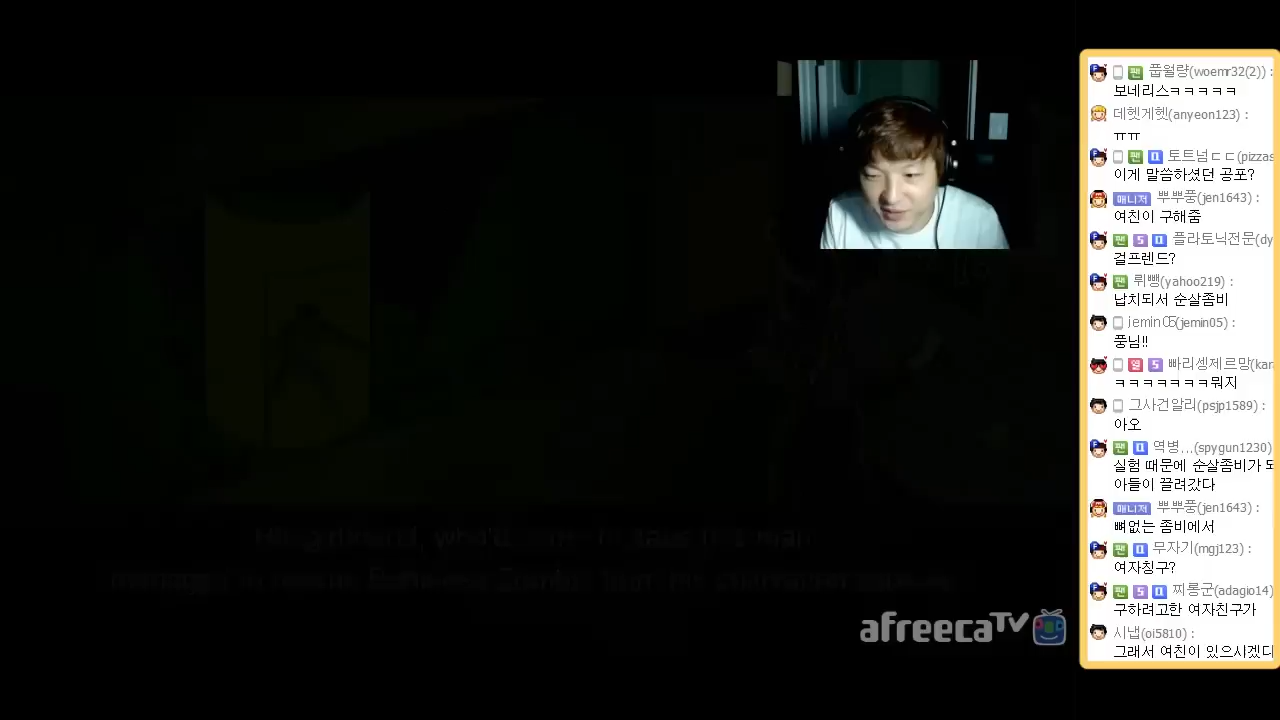 풉월량(woemr32(2)) :
보네리스ㅋㅋㅋㅋㅋ
데헷게헷(anyeon123) :
ㅠㅠ
팬 토트넘ㄷㄷ(pizzas
이게 말씀하셨던 공포?
매니저 뿌뿌풍(jen1643) :
여친이 구해줌
팬 S 플라토닉전문(dy
걸프렌드?
팬 뤼뺑(yahoo219) :
납치되서 순살좀비
jemin05(jemin05) :
풍님!!
열 S 빠리셍제르망(kar
ㅋㅋㅋㅋㅋㅋㅋ뭐지
그사건알리(psjp1589) :
아오
팬 역병...(spygun1230)
실험 때문에 순살좀비가 되
아들이 끌려갔다
매니저 뿌뿌풍(jen1643) :
뼈없는 좀비에서
팬 무자기(mgj123) :
여자친구?
팬 S 찌롱군(adagio14)
구하려고한 여자친구가
시냅(oi5810) :
그래서 여친이 있으시겠다
afreecaTV